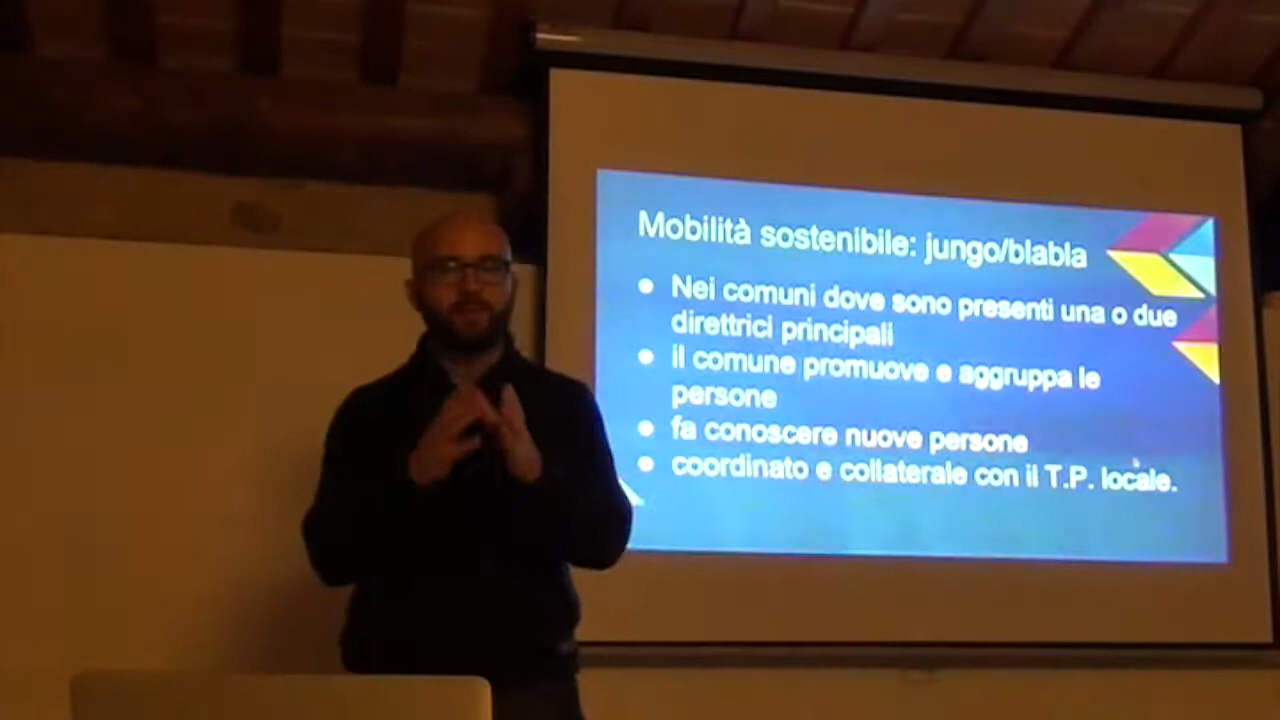 Mobilità sostenibile: jungo/blabla
● Nei comuni dove sono presenti una o due
direttrici principali
● il comune promuove e aggruppa le
persone
● fa conoscere nuove persone
● coordinato e collaterale con il T.P. locale.